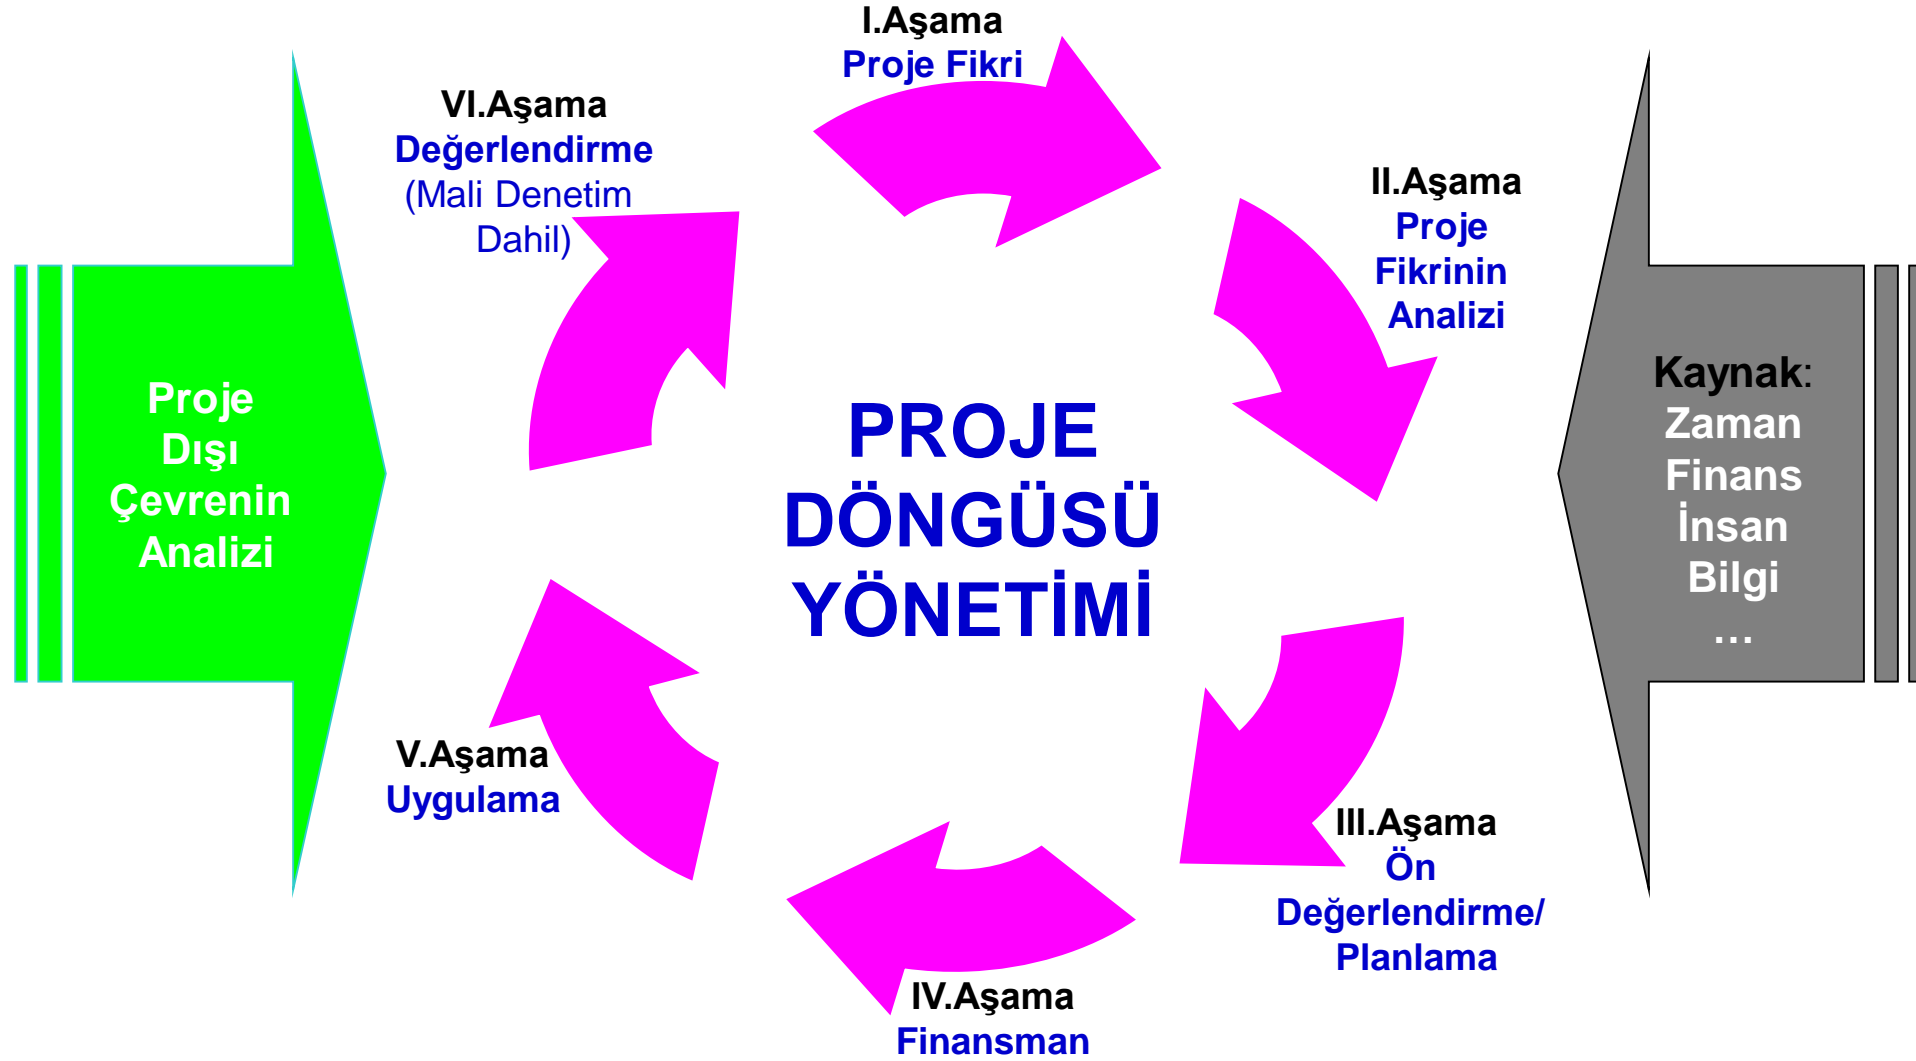 I.Aşama
Proje Fikri
VI.Aşama
Değerlendirme
(Mali Denetim
Dahil)
II.Aşama
Proje
Fikrinin
Analizi
Proje
Dışı
Çevrenin
Analizi
PROJE
DÖNGÜSÜ
YÖNETİMİ
Kaynak:
Zaman
Finans
İnsan
Bilgi
…
V.Aşama
Uygulama
III.Aşama
Ön
Değerlendirme/
Planlama
IV.Aşama
Finansman